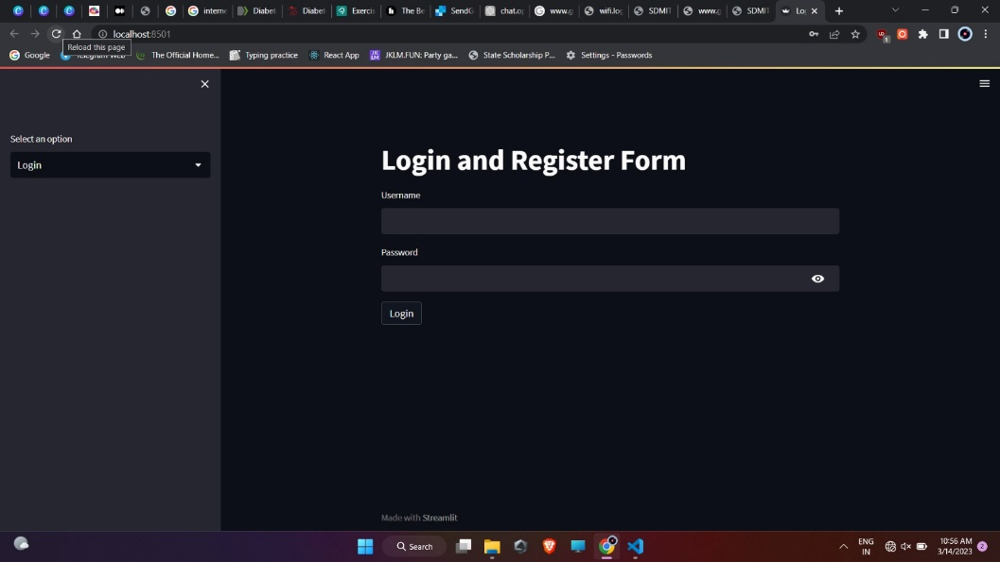 interne
Diabet
Diabet
Exercis
The Be
SendG
chat.op
www.g
wifi.log
SDMIT
www.g
SDMIT
Lo
localhost:8501
Reload this page
Google
Telegram Web
The Official Home...
Typing practice
React App
JKLM.FUN: Party ga...
State Scholarship P...
Settings - Passwords
Select an option
Login
Login and Register Form
Username
Password
Login
Made with Streamlit
Search
ENG
IN
10:56 AM
3/14/2023
2